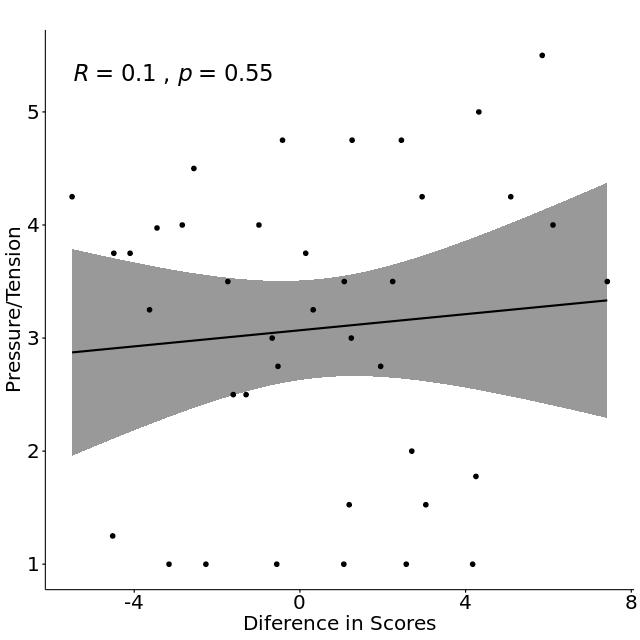 R = 0.1 , p = 0.55
Pressure/Tension
5
4
3
2
1
-4 0 4 8
Diference in Scores